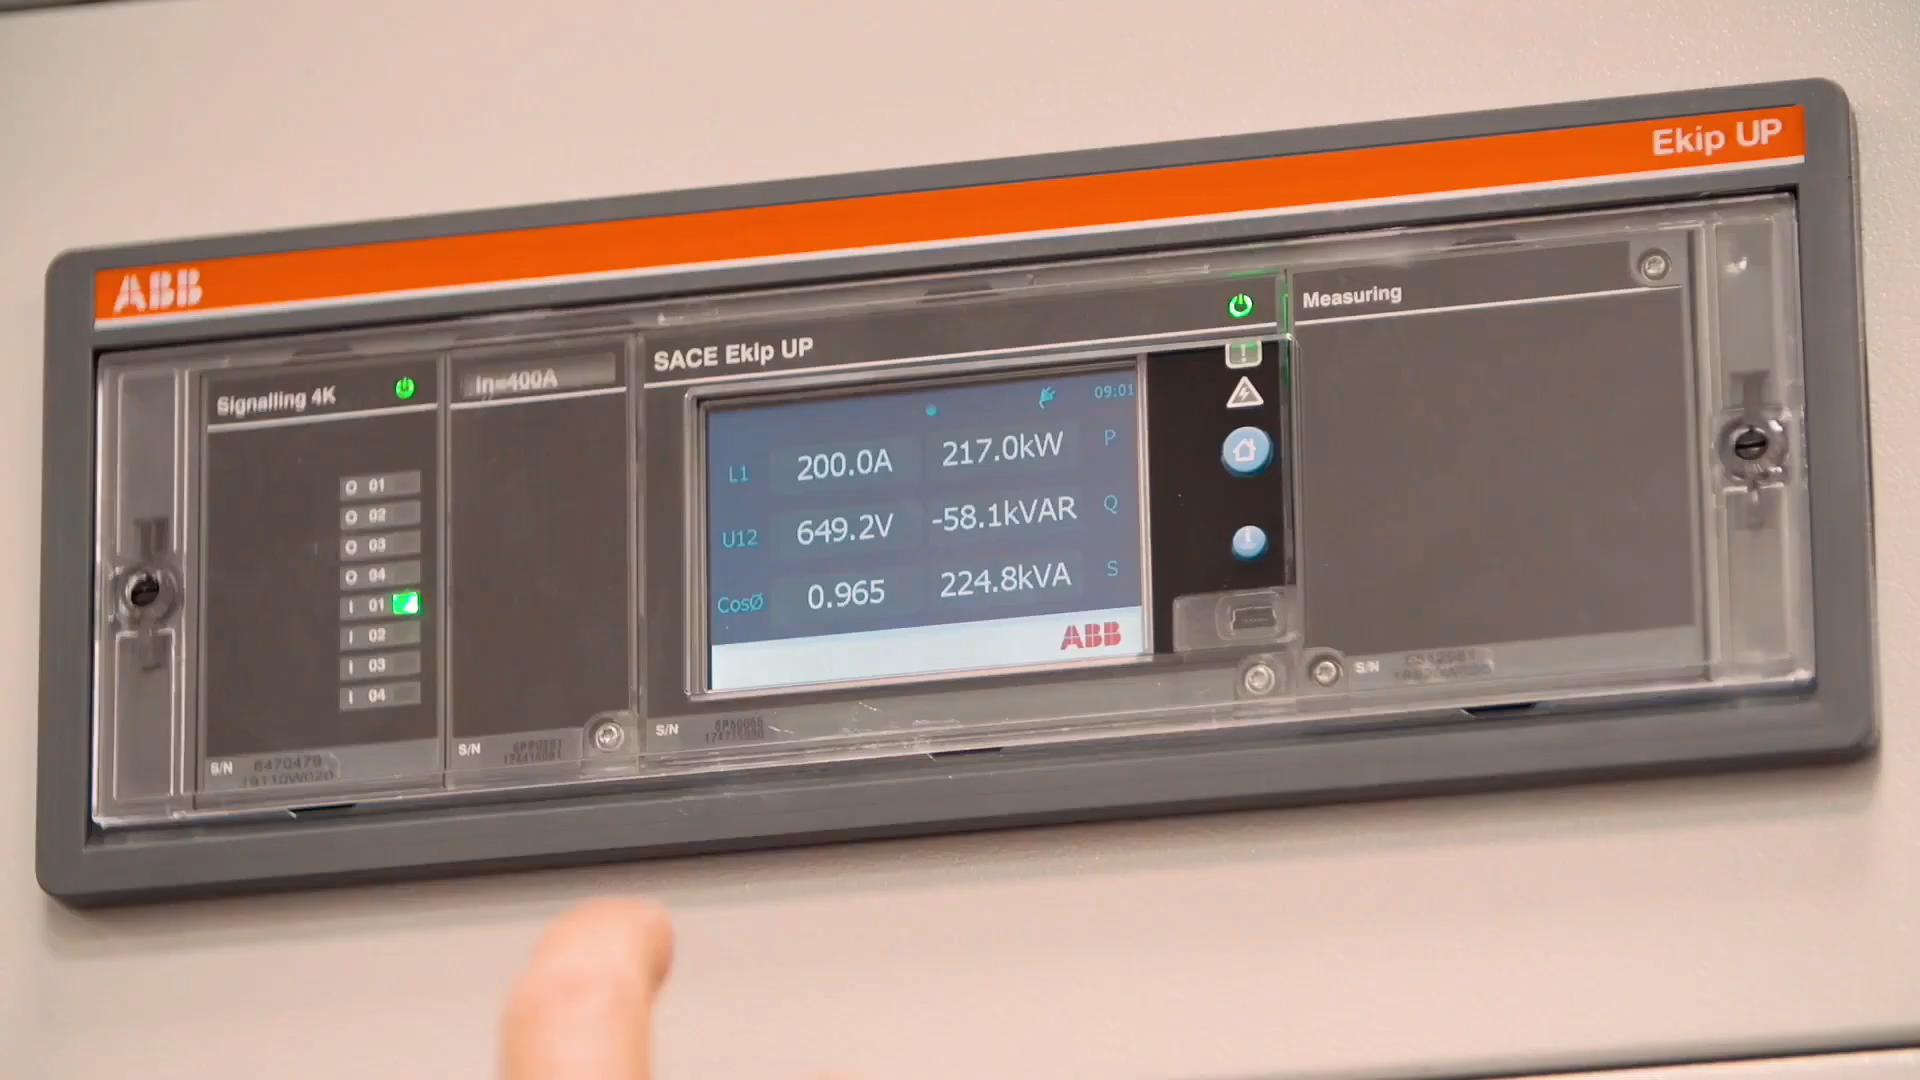 Ekip UP
ABB
Measuring
SACE Ekip UP
Signalling 4K
In=400A
09:01
L1 200.0A 217.0kW P
U12 649.2V -58.1kVAR Q
CosØ 0.965 224.8kVA S
ABB
O 01
O 02
O 03
O 04
I 01
I 02
I 03
I 04
S/N
S/N
S/N
S/N 6470479